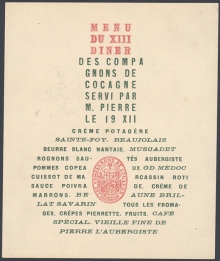 MENU
DU XIII
DINER
DES COMPA
GNONS DE
COCAGNE
SERVI PAR
M. PIERRE
LE 19 XII
CRÈME POTAGÈRE
SAINTE-FOY. BEAUJOLAIS
BEURRE BLANC NANTAIS. MUSCADET
ROGNONS SAU- TÉS AUBERGISTE
POMMES COPEA UX. GD MÉDOC
CUISSOT DE MA RCASSIN ROTI
SAUCE POIVRA DE. CRÈME DE
MARRONS. DE BE AUNE BRIL-
LAT SAVARIN TOUS LES FROMA-
GES. CRÊPES PIERRETTE. FRUITS. CAFÉ
SPÉCIAL. VIEILLE FINE DE
PIERRE L'AUBERGISTE